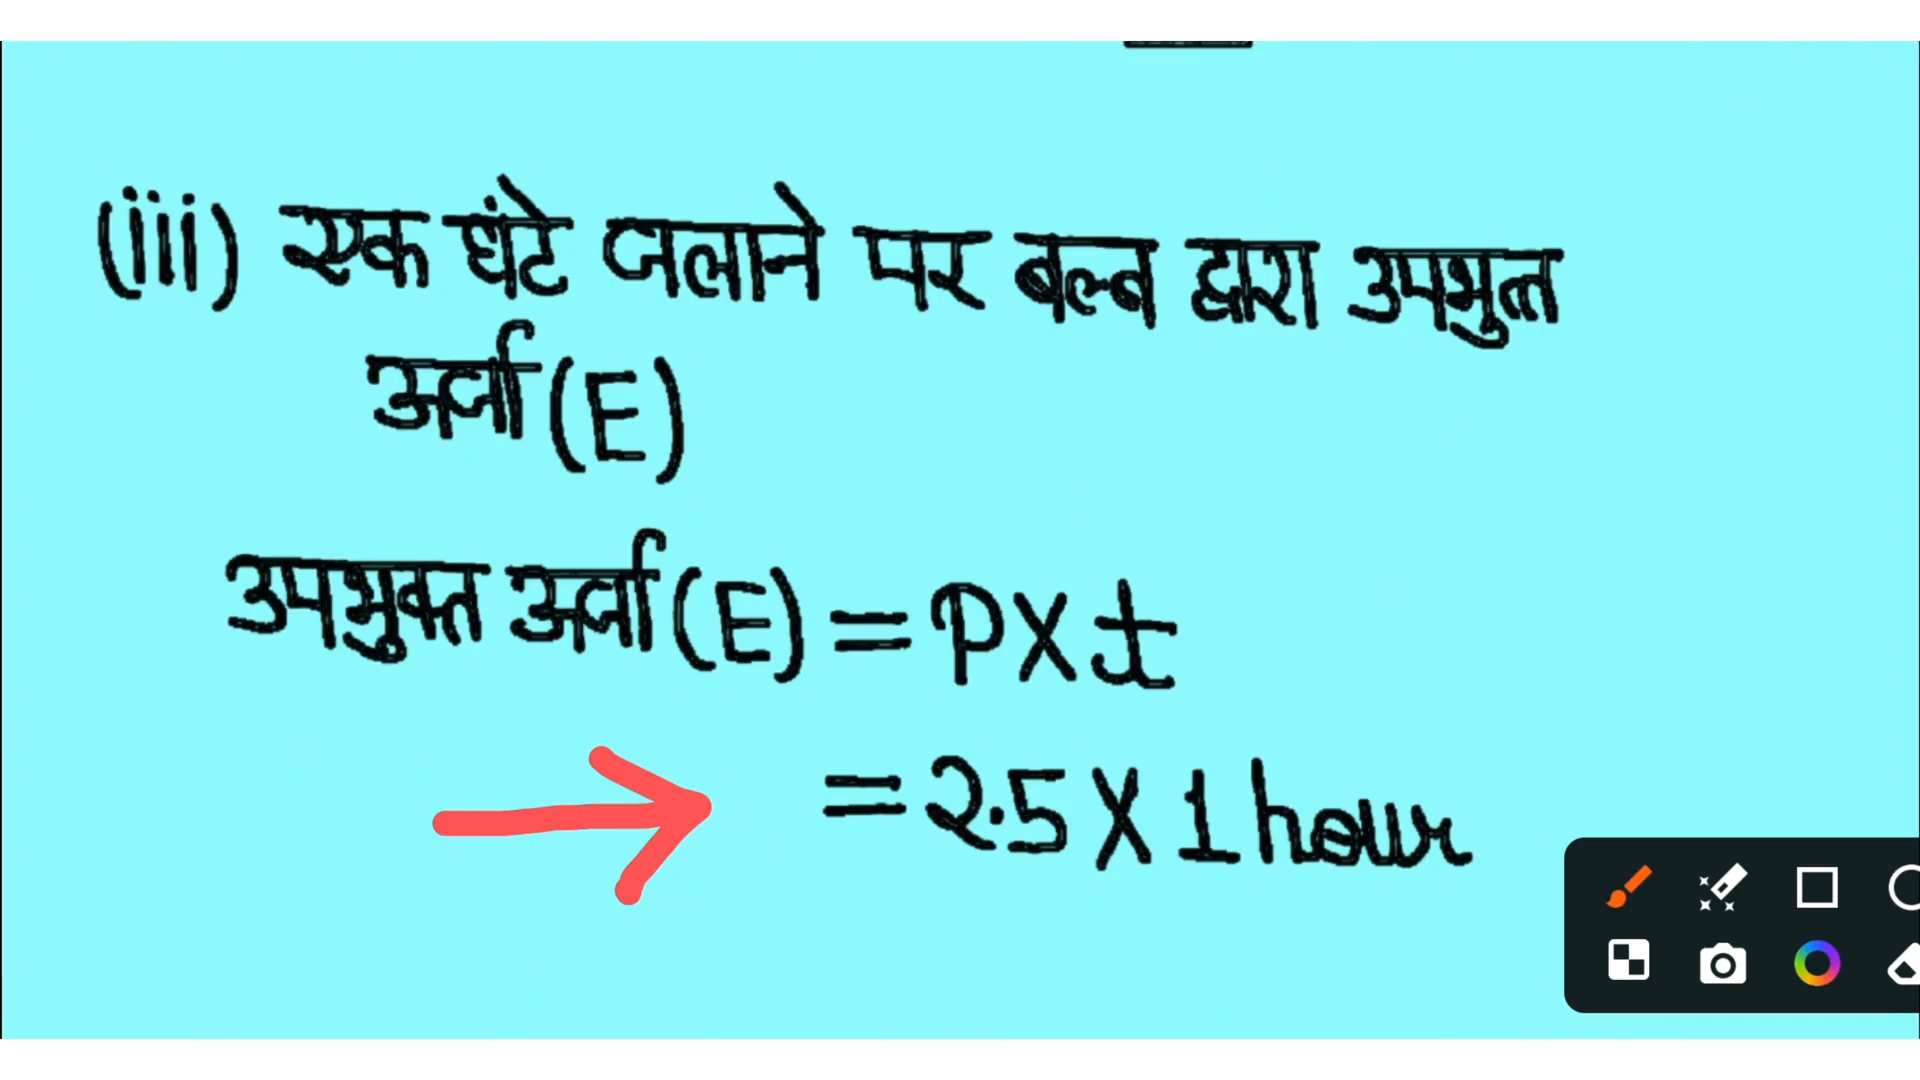 (iii) एक घंटे जलाने पर बल्ब द्वारा उपभुक्त
ऊर्जा (E)
उपभुक्त ऊर्जा (E) = P X t
= 2.5 X 1 hour